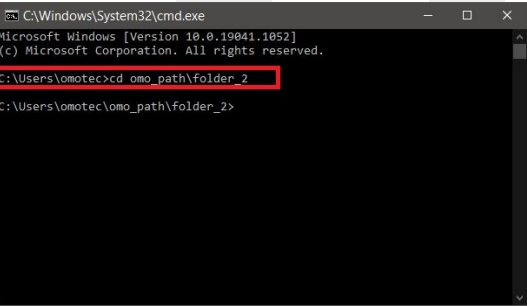 C:\Windows\System32\cmd.exe
Microsoft Windows [Version 10.0.19041.1052]
(c) Microsoft Corporation. All rights reserved.
C:\Users\omotec>cd omo_path\folder_2
C:\Users\omotec\omo_path\folder_2>